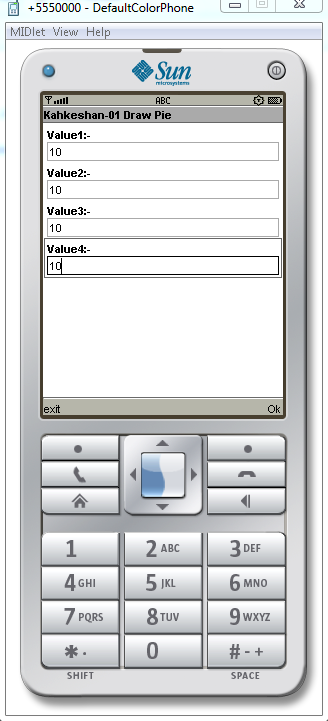 +5550000 - DefaultColorPhone
MIDlet View Help
Sun
microsystems
ABC
Kahkeshan-01 Draw Pie
Value1:-
10
Value2:-
10
Value3:-
10
Value4:-
10
exit Ok
1 2 ABC 3 DEF
4 GHI 5 JKL 6 MNO
7 PQRS 8 TUV 9 WXYZ
* . 0 # - +
SHIFT SPACE